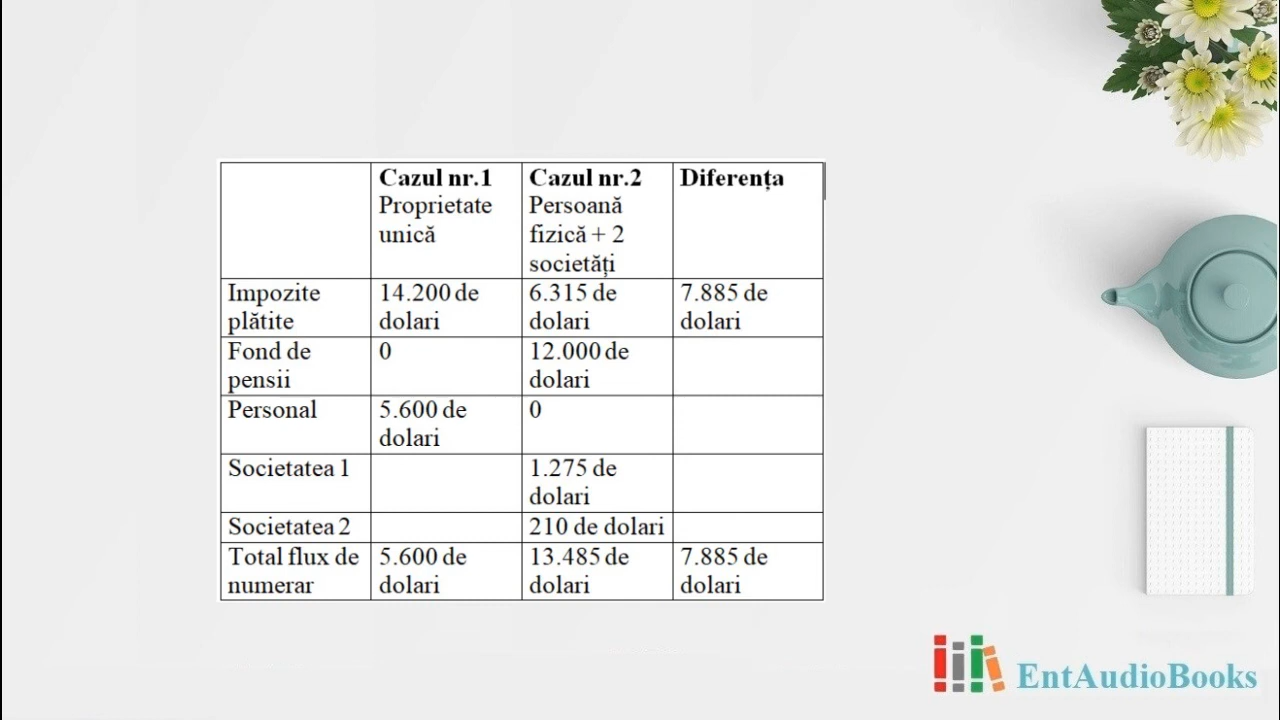 Cazul nr.1
Proprietate
unică
Cazul nr.2
Persoană
fizică + 2
societăți
Diferența
Impozite
plătite
14.200 de
dolari
6.315 de
dolari
7.885 de
dolari
Fond de
pensii
0
12.000 de
dolari
Personal
5.600 de
dolari
0
Societatea 1
1.275 de
dolari
Societatea 2
210 de dolari
Total flux de
numerar
5.600 de
dolari
13.485 de
dolari
7.885 de
dolari
EntAudioBooks